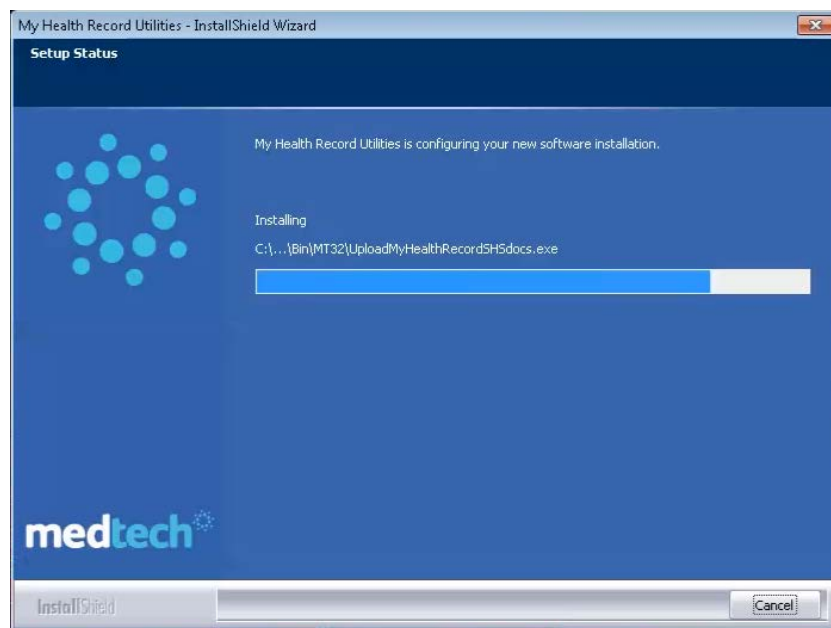 My Health Record Utilities - InstallShield Wizard
Setup Status
My Health Record Utilities is configuring your new software installation.
Installing
C:\...\Bin\MT32\UploadMyHealthRecordSHSdocs.exe
medtech
InstallShield
Cancel